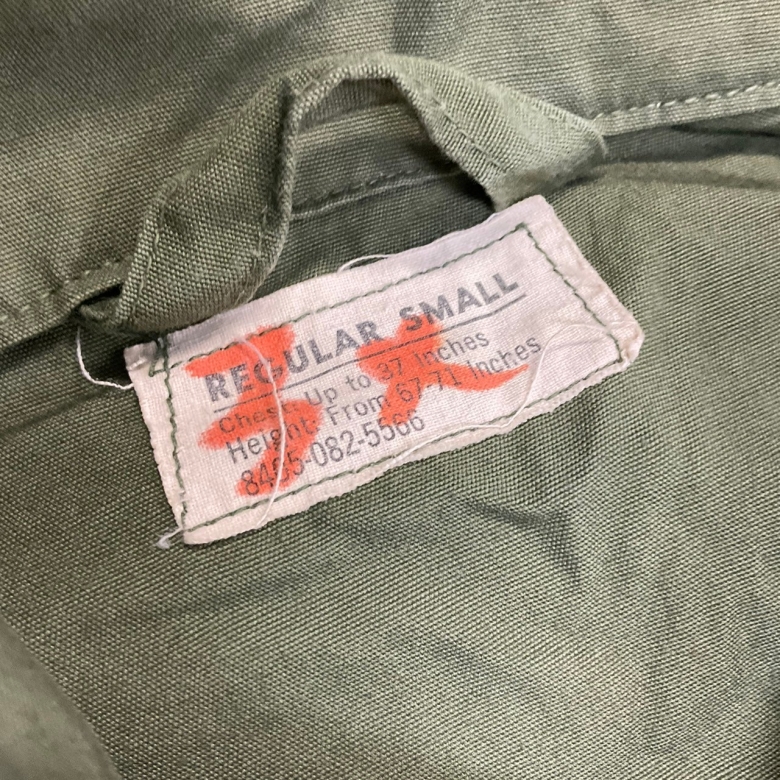 REGULAR SMALL
Chest: Up to 37 Inches
Height: From 67-71 Inches
8405-082-5566